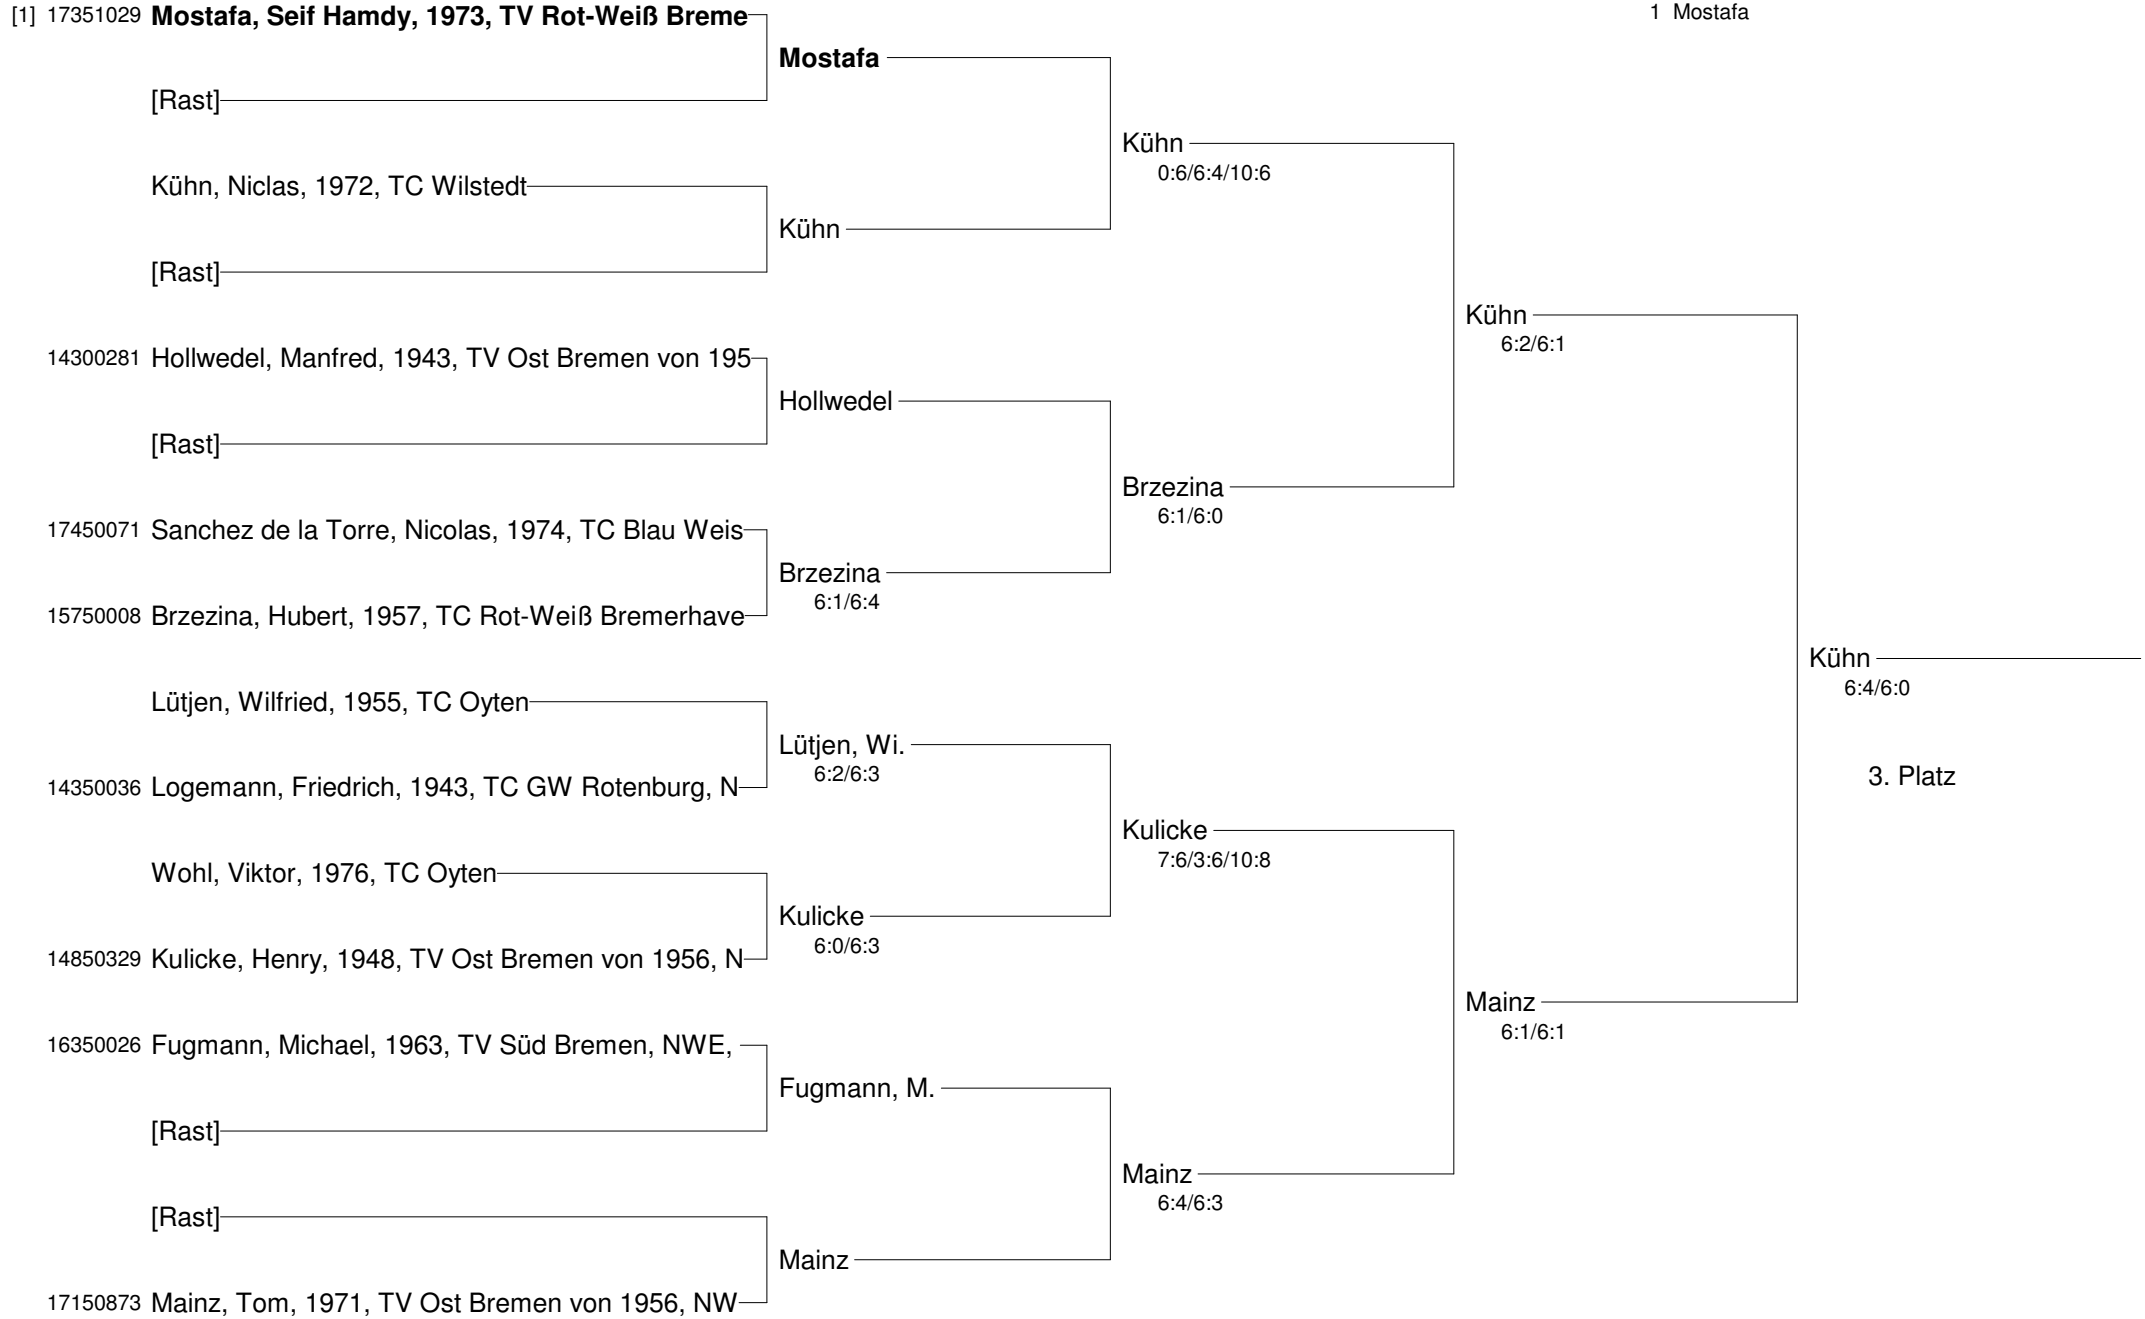 [1] 17351029 Mostafa, Seif Hamdy, 1973, TV Rot-Weiß Breme
1 Mostafa
Mostafa
[Rast]
Kühn
0:6/6:4/10:6
Kühn, Niclas, 1972, TC Wilstedt
Kühn
[Rast]
Kühn
6:2/6:1
14300281 Hollwedel, Manfred, 1943, TV Ost Bremen von 195
Hollwedel
[Rast]
Brzezina
6:1/6:0
17450071 Sanchez de la Torre, Nicolas, 1974, TC Blau Weis
Brzezina
6:1/6:4
15750008 Brzezina, Hubert, 1957, TC Rot-Weiß Bremerhave
Kühn
6:4/6:0
Lütjen, Wilfried, 1955, TC Oyten
Lütjen, Wi.
6:2/6:3
3. Platz
14350036 Logemann, Friedrich, 1943, TC GW Rotenburg, N
Kulicke
7:6/3:6/10:8
Wohl, Viktor, 1976, TC Oyten
Kulicke
6:0/6:3
14850329 Kulicke, Henry, 1948, TV Ost Bremen von 1956, N
Mainz
6:1/6:1
16350026 Fugmann, Michael, 1963, TV Süd Bremen, NWE,
Fugmann, M.
[Rast]
Mainz
6:4/6:3
[Rast]
Mainz
17150873 Mainz, Tom, 1971, TV Ost Bremen von 1956, NW